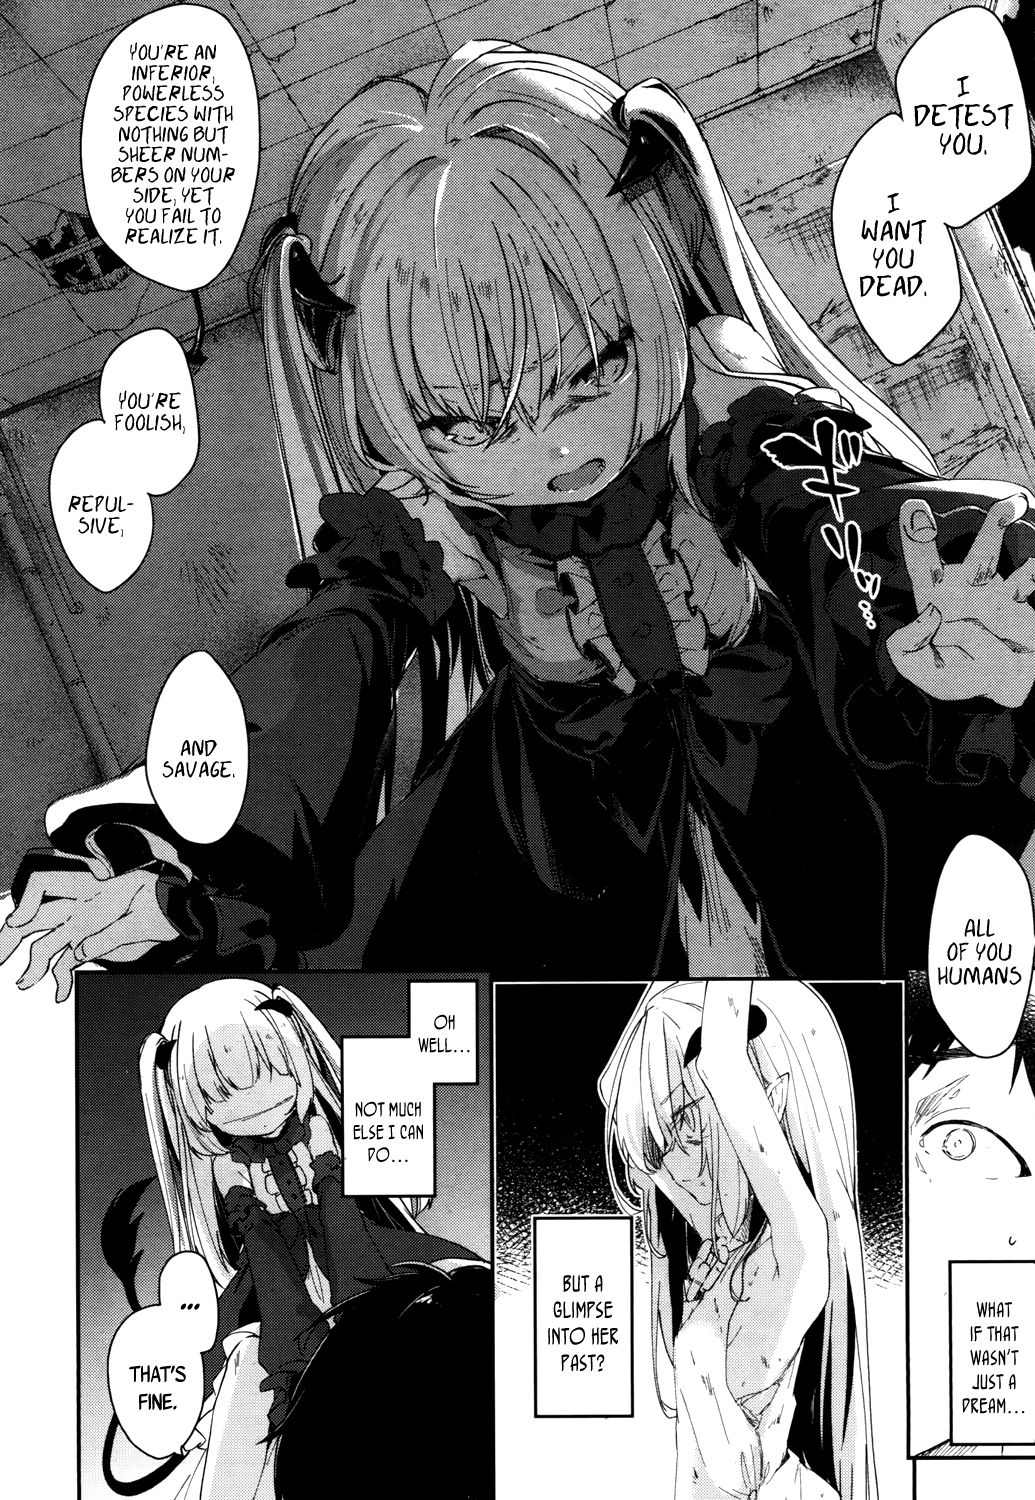 I
DETEST
YOU.
I
WANT
YOU
DEAD.
YOU'RE AN
INFERIOR,
POWERLESS
SPECIES WITH
NOTHING BUT
SHEER NUM-
BERS ON YOUR
SIDE, YET
YOU FAIL TO
REALIZE IT.
YOU'RE
FOOLISH,
REPUL-
SIVE,
AND
SAVAGE.
ALL
OF YOU
HUMANS
WHAT
IF THAT
WASN'T
JUST A
DREAM...
BUT A
GLIMPSE
INTO HER
PAST?
OH
WELL...
NOT MUCH
ELSE I CAN
DO...
...
THAT'S
FINE.